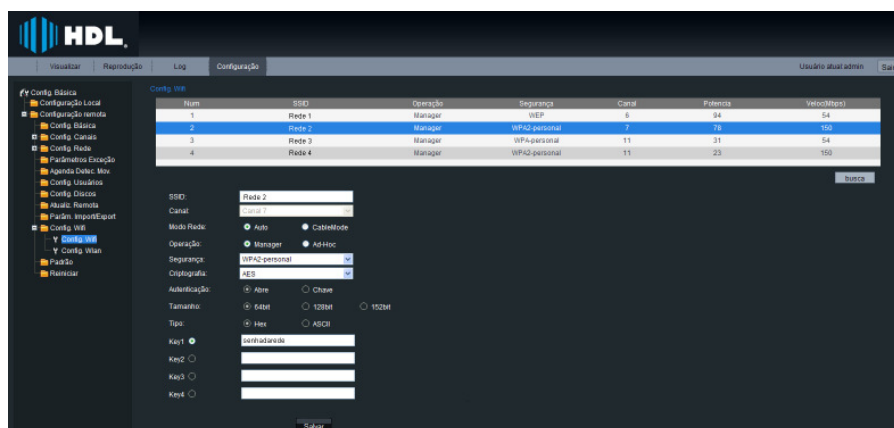 HDL.
Visualizar Reprodução Log Configuração Usuário atual admin Sair
Config. Básica
Configuração Local
Configuração remota
Config. Básica
Config. Canais
Config. Rede
Parâmetros Exceção
Agenda Detec. Mov.
Config. Usuários
Config. Discos
Atualiz. Remota
Parâm. Import/Export
Config. Wifi
Config. Wifi
Config. Wlan
Padrão
Reiniciar
Config. Wifi
Num SSID Operação Segurança Canal Potencia Veloc(Mbps)
1 Rede 1 Manager WEP 6 94 54
2 Rede 2 Manager WPA2-personal 7 78 150
3 Rede 3 Manager WPA-personal 11 31 54
4 Rede 4 Manager WPA2-personal 11 23 150
busca
SSID: Rede 2
Canal: Canal 7
Modo Rede: Auto CableMode
Operação: Manager Ad-Hoc
Segurança: WPA2-personal
Criptografia: AES
Autenticação: Abre Chave
Tamanho: 64bit 128bit 152bit
Tipo: Hex ASCII
Key1 senhadarede
Key2
Key3
Key4
Salvar